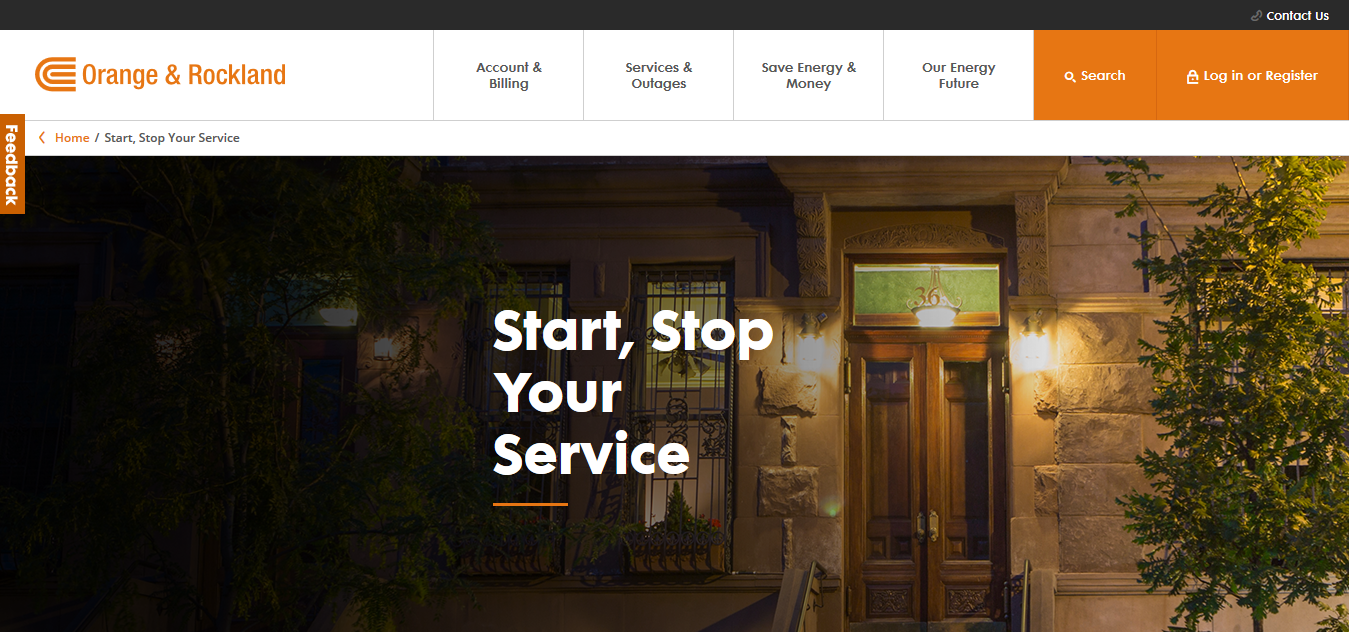 Contact Us
Orange & Rockland
Account &
Billing
Services &
Outages
Save Energy &
Money
Our Energy
Future
Search
Log in or Register
Feedback
Home / Start, Stop Your Service
36
Start, Stop
Your
Service